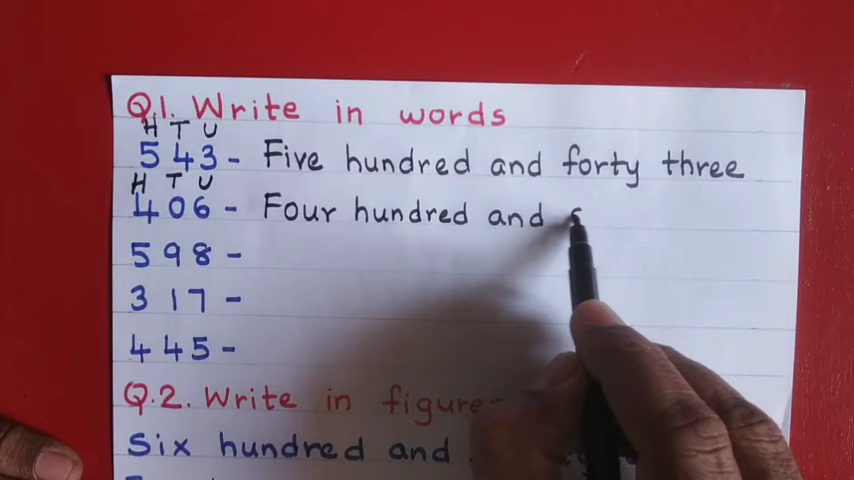 Q.1. Write in words
H T U
543 - Five hundred and forty three
H T U
406 - Four hundred and
598 -
317 -
445 -
Q.2. Write in figure
Six hundred and